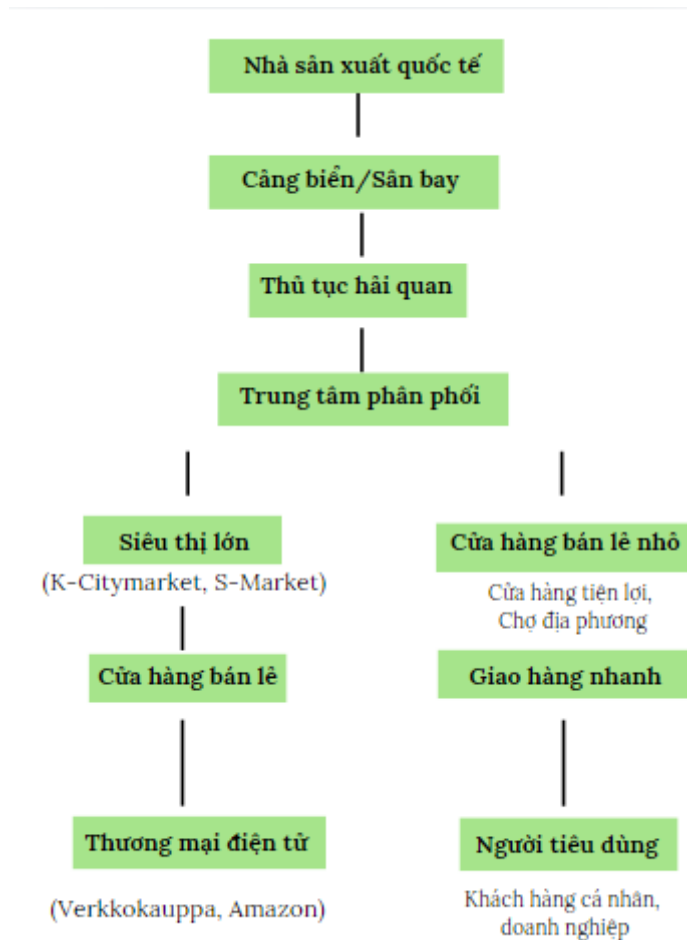 Nhà sản xuất quốc tế
Cảng biển/Sân bay
Thủ tục hải quan
Trung tâm phân phối
Siêu thị lớn
(K-Citymarket, S-Market)
Cửa hàng bán lẻ
Thương mại điện tử
(Verkkokauppa, Amazon)
Cửa hàng bán lẻ nhỏ
Cửa hàng tiện lợi,
Chợ địa phương
Giao hàng nhanh
Người tiêu dùng
Khách hàng cá nhân,
doanh nghiệp